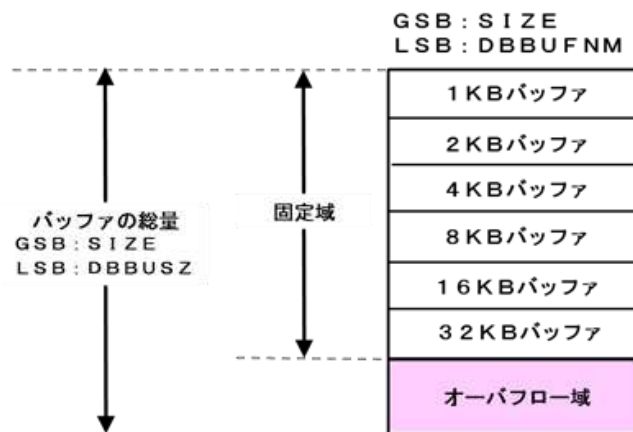 GSB:SIZE
LSB:DBBUFNM
1KBバッファ
2KBバッファ
4KBバッファ
8KBバッファ
16KBバッファ
32KBバッファ
オーバフロー域
固定域
バッファの総量
GSB:SIZE
LSB:DBBUSZ